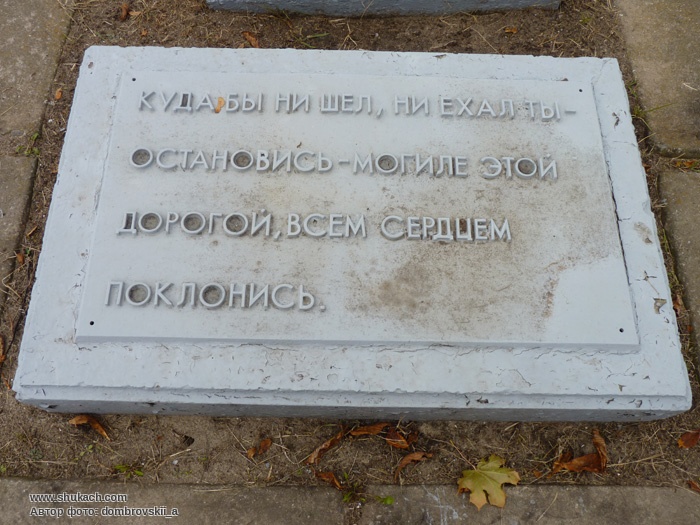 КУДА БЫ НИ ШЕЛ, НИ ЕХАЛ ТЫ–
ОСТАНОВИСЬ–МОГИЛЕ ЭТОЙ
ДОРОГОЙ, ВСЕМ СЕРДЦЕМ
ПОКЛОНИСЬ.
www.shukach.com
Автор фото: dombrovskii_a